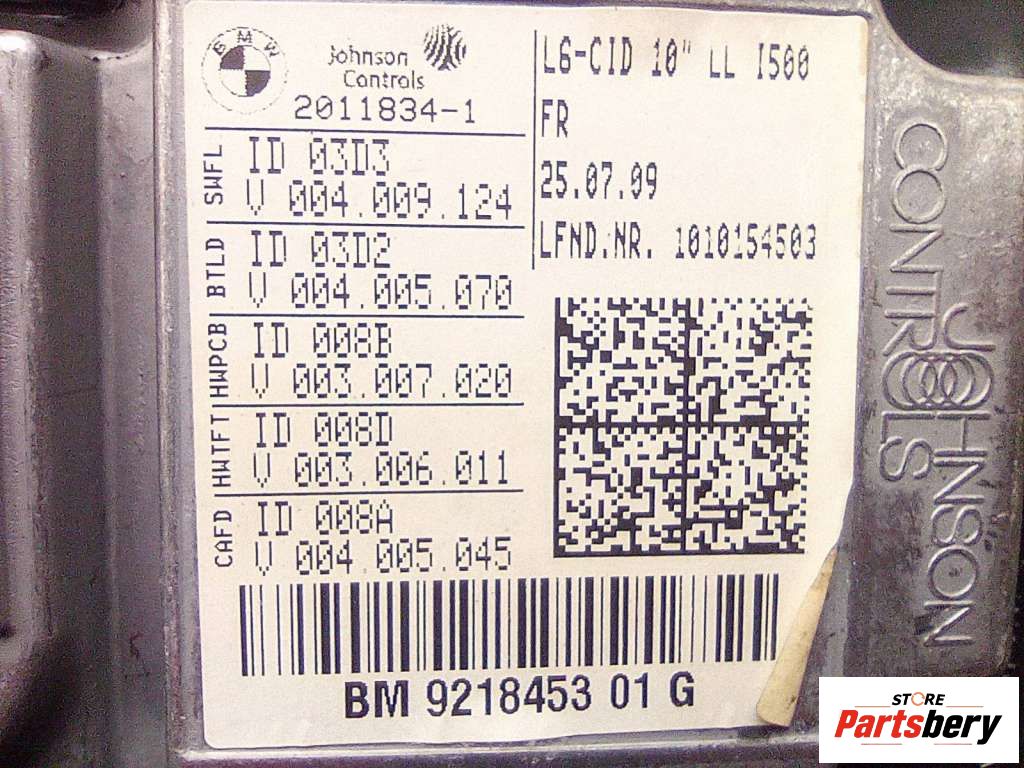 BMW
Johnson
Controls
2011834-1
L6-CID 10" LL I500
FR
25.07.09
LFND.NR. 1010154503
SWFL
ID 03D3
V 004.009.124
BTLD
ID 03D2
V 004.005.070
HWPCB
ID 008B
V 003.007.020
HWTFT
ID 008D
V 003.006.011
CAFD
ID 008A
V 004.005.045
BM 9218453 01 G
JOHNSON
CONTROLS
STORE
Partsbery